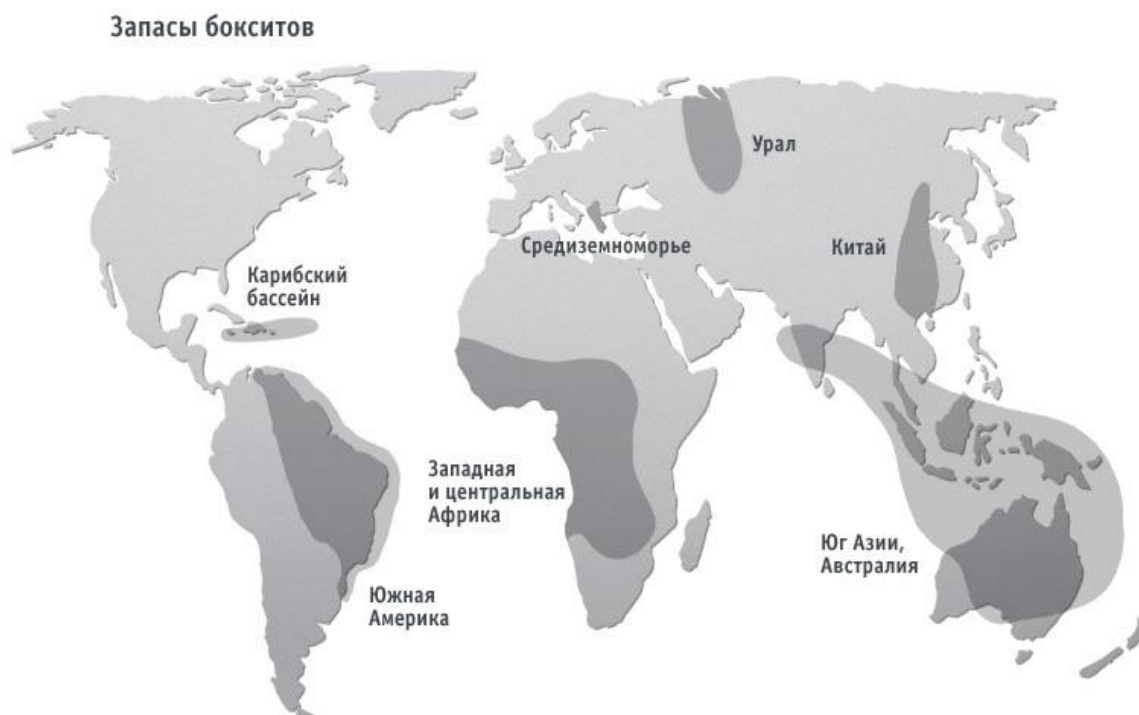 Запасы бокситов
Урал
Средиземноморье
Китай
Карибский
бассейн
Западная
и центральная
Африка
Юг Азии,
Австралия
Южная
Америка